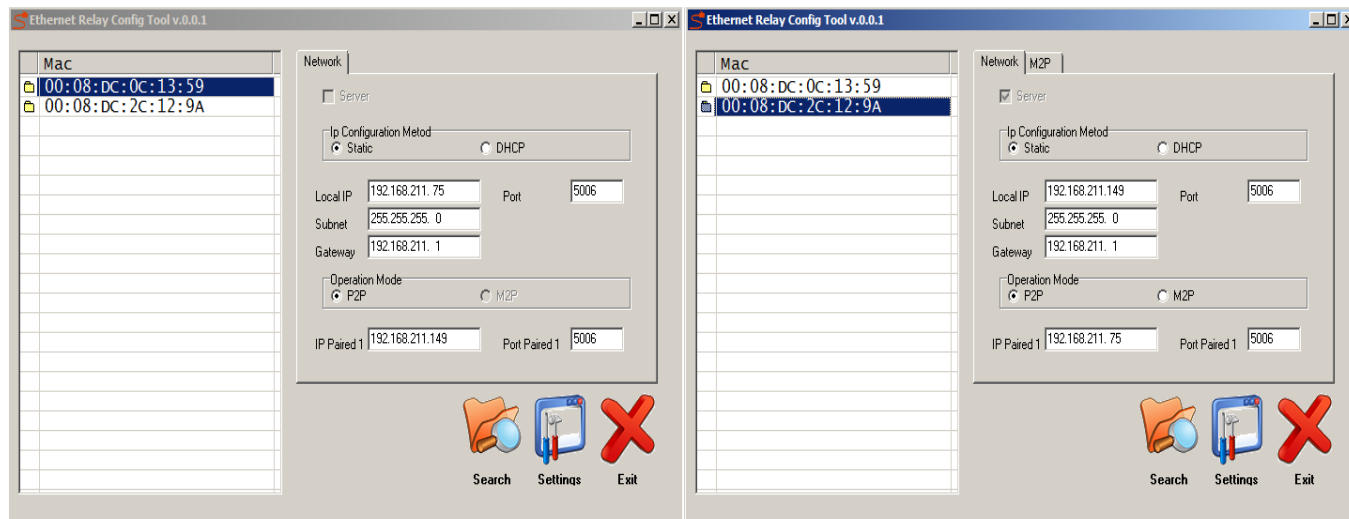 Ethernet Relay Config Tool v.0.0.1
Mac
00:08:DC:0C:13:59
00:08:DC:2C:12:9A
Network
Server
Ip Configuration Metod
Static DHCP
Local IP 192.168.211. 75 Port 5006
Subnet 255.255.255. 0
Gateway 192.168.211. 1
Operation Mode
P2P M2P
IP Paired 1 192.168.211.149 Port Paired 1 5006
Search Settings Exit
Ethernet Relay Config Tool v.0.0.1
Mac
00:08:DC:0C:13:59
00:08:DC:2C:12:9A
Network M2P
Server
Ip Configuration Metod
Static DHCP
Local IP 192.168.211.149 Port 5006
Subnet 255.255.255. 0
Gateway 192.168.211. 1
Operation Mode
P2P M2P
IP Paired 1 192.168.211. 75 Port Paired 1 5006
Search Settings Exit